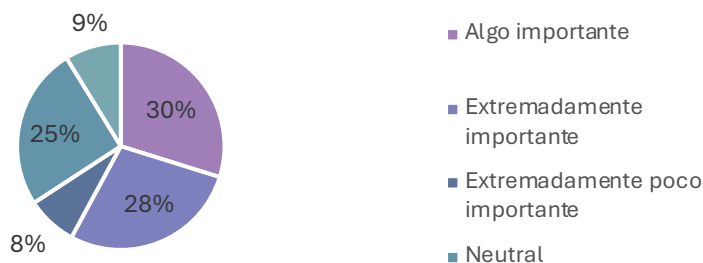 9%
30%
25%
28%
8%
Algo importante
Extremadamente
importante
Extremadamente poco
importante
Neutral